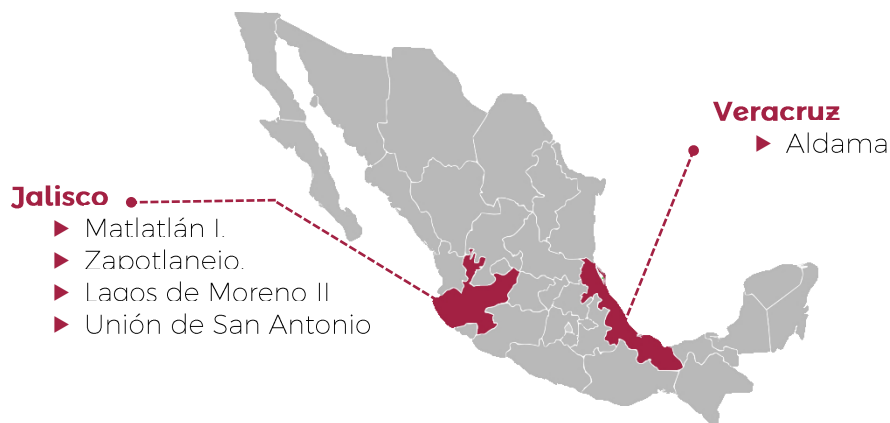 Veracruz
Aldama
Jalisco
Matlatlán I.
Zapotlanejo.
Lagos de Moreno II
Unión de San Antonio